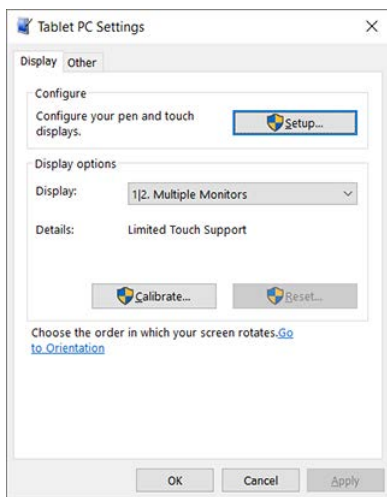 Tablet PC Settings
Display
Other
Configure
Configure your pen and touch
displays.
Setup...
Display options
Display:
1|2. Multiple Monitors
Details:
Limited Touch Support
Calibrate...
Reset...
Choose the order in which your screen rotates.Go
to Orientation
OK
Cancel
Apply